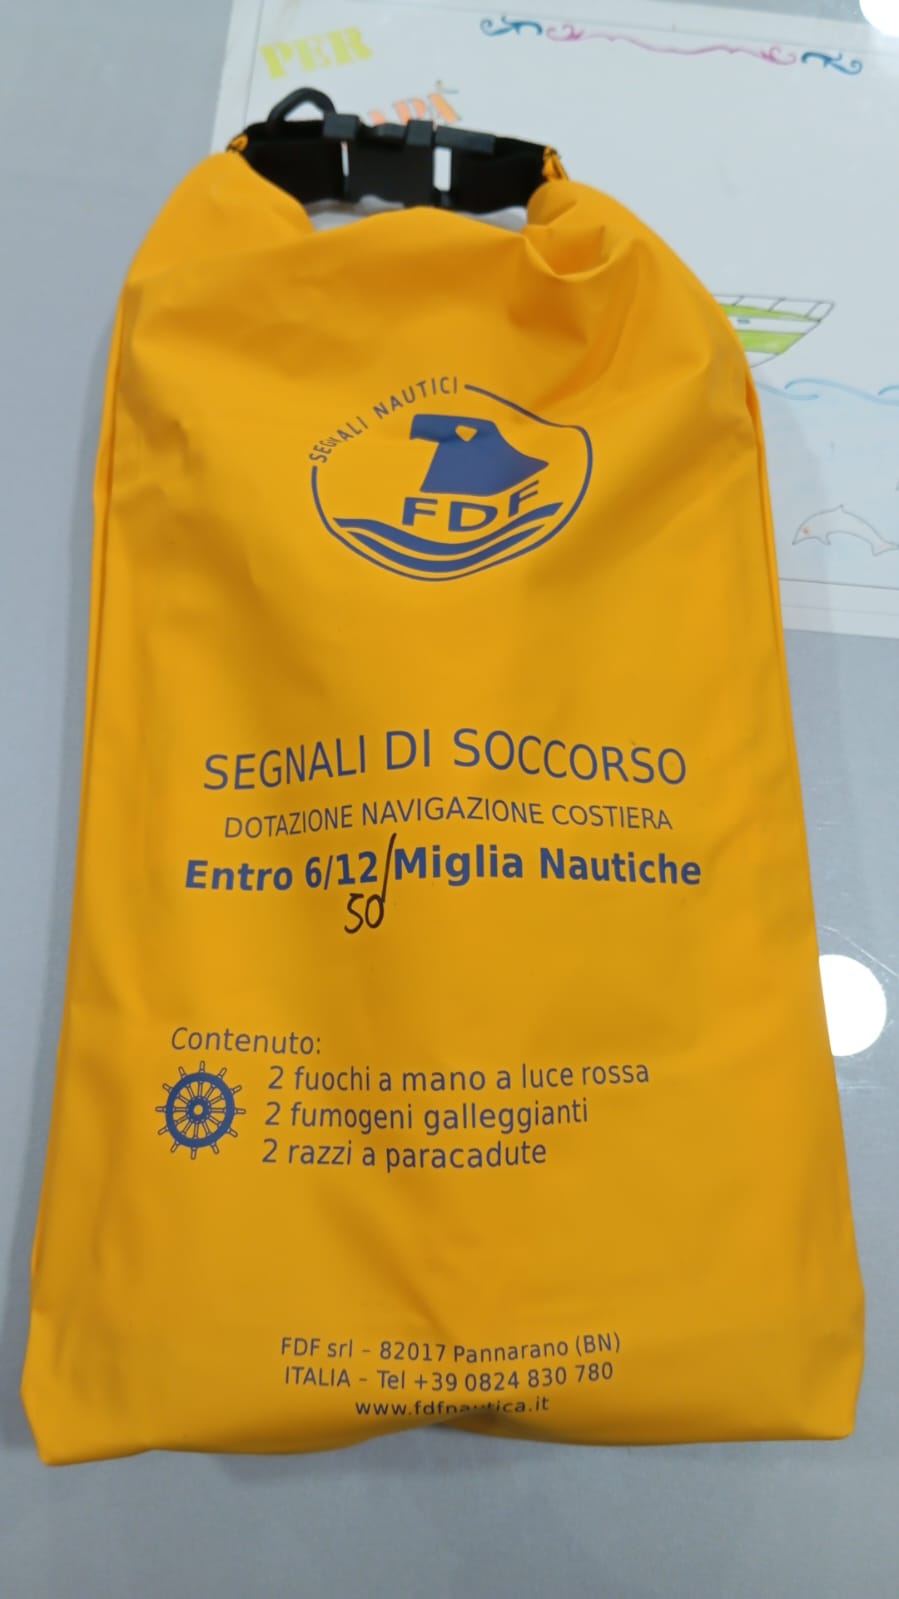 PER
SEGNALI NAUTICI
FDF
SEGNALI DI SOCCORSO
DOTAZIONE NAVIGAZIONE COSTIERA
Entro 6/12/Miglia Nautiche
50
Contenuto:
2 fuochi a mano a luce rossa
2 fumogeni galleggianti
2 razzi a paracadute
FDF srl - 82017 Pannarano (BN)
ITALIA - Tel +39 0824 830 780
www.fdfnautica.it